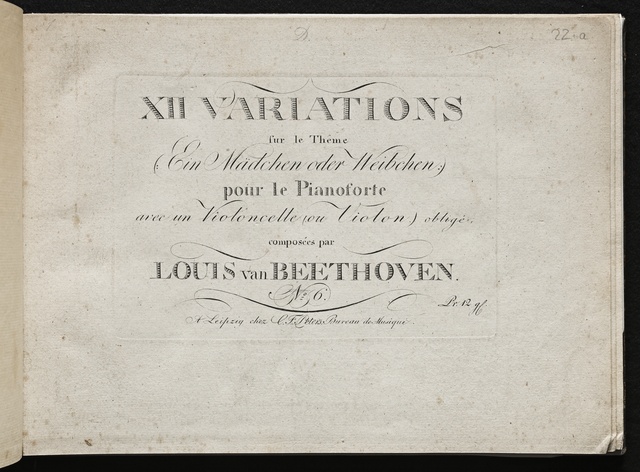 22 a
XII VARIATIONS
sur le Thême
(: Ein Mädchen oder Weibchen :)
pour le Pianoforte
avec un Violoncelle (ou Violon) obligé.
composées par
LOUIS van BEETHOVEN.
No. 6.
Pr. 12 gr.
A Leipzig chez C. F. Peters Bureau de Musique.